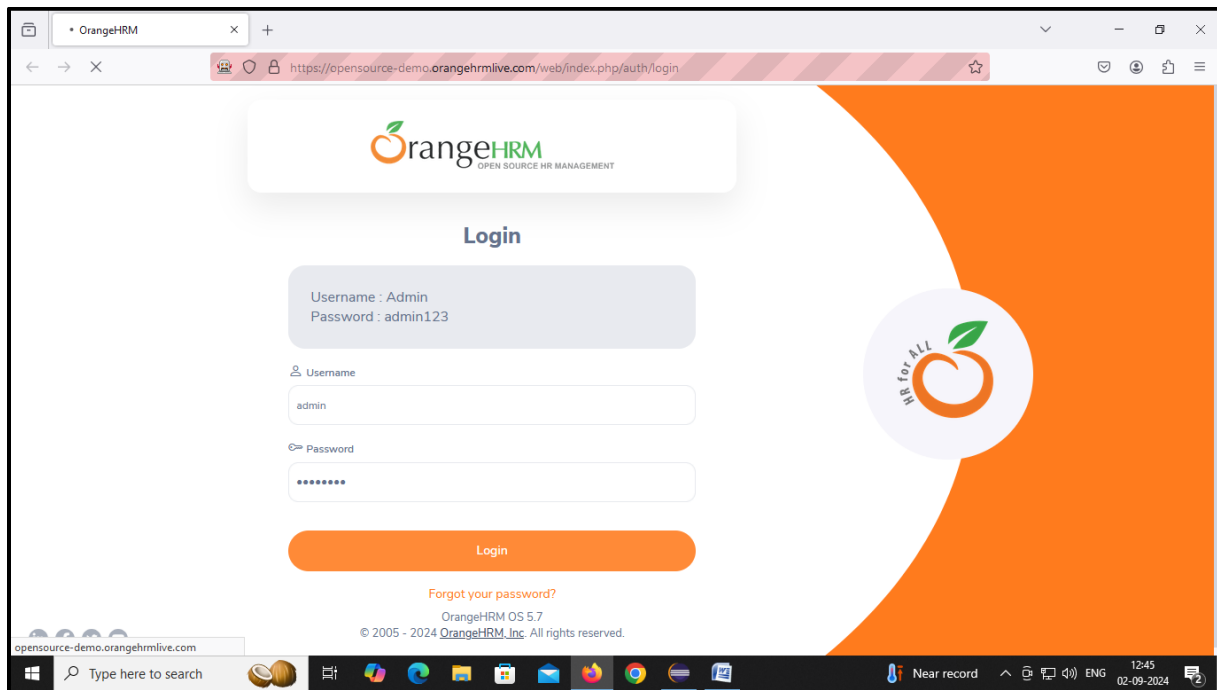 • OrangeHRM
https://opensource-demo.orangehrmlive.com/web/index.php/auth/login
OrangeHRM
OPEN SOURCE HR MANAGEMENT
Login
Username : Admin
Password : admin123
Username
admin
Password
••••••••
Login
Forgot your password?
OrangeHRM OS 5.7
© 2005 - 2024 OrangeHRM, Inc. All rights reserved.
HR for ALL
opensource-demo.orangehrmlive.com
Type here to search
Near record
ENG
12:45
02-09-2024
2